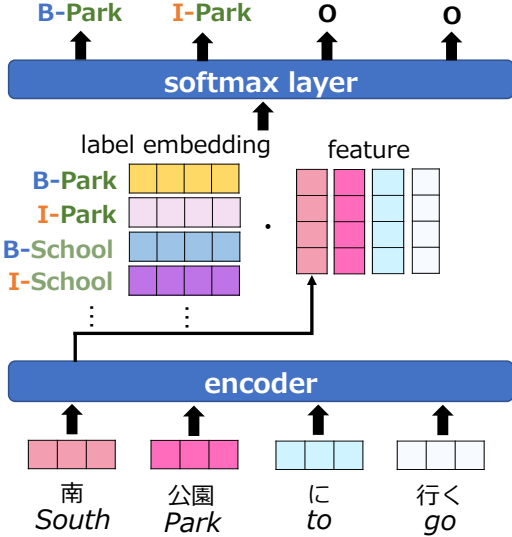 B-Park I-Park O O
softmax layer
label embedding
feature
B-Park
I-Park
B-School
I-School
⋮ ⋮
encoder
南 公園 に 行く
South Park to go